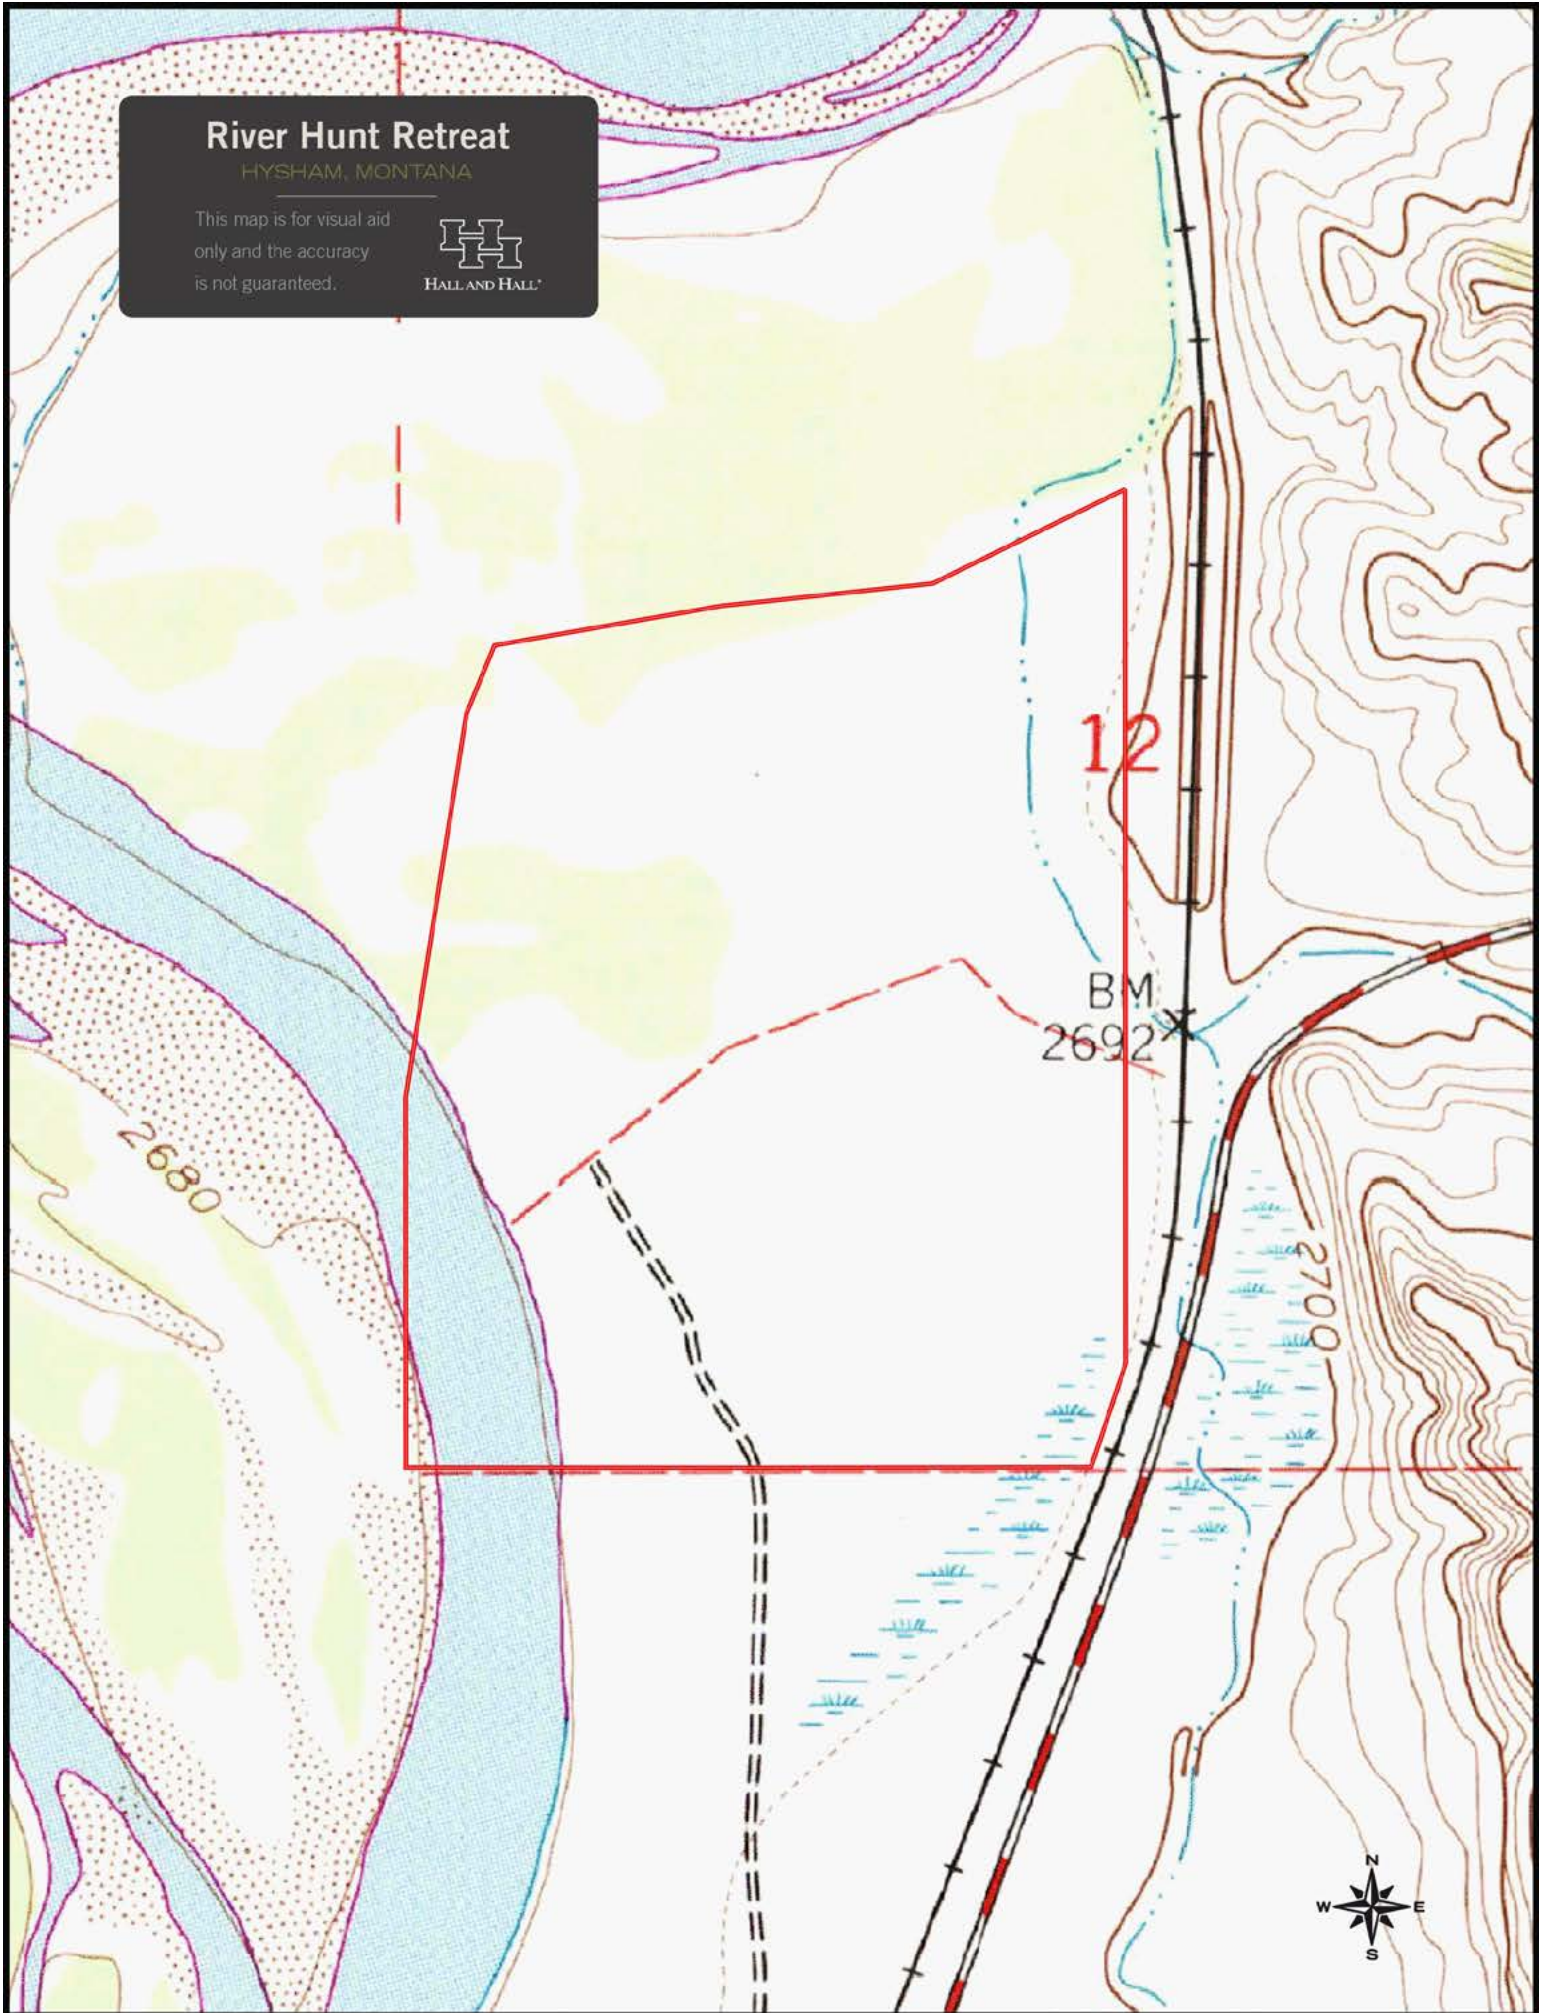 River Hunt Retreat
HYSHAM, MONTANA
This map is for visual aid
only and the accuracy
is not guaranteed.
HALL AND HALL®
12
BM
2692
2680
2700
N
W E
S